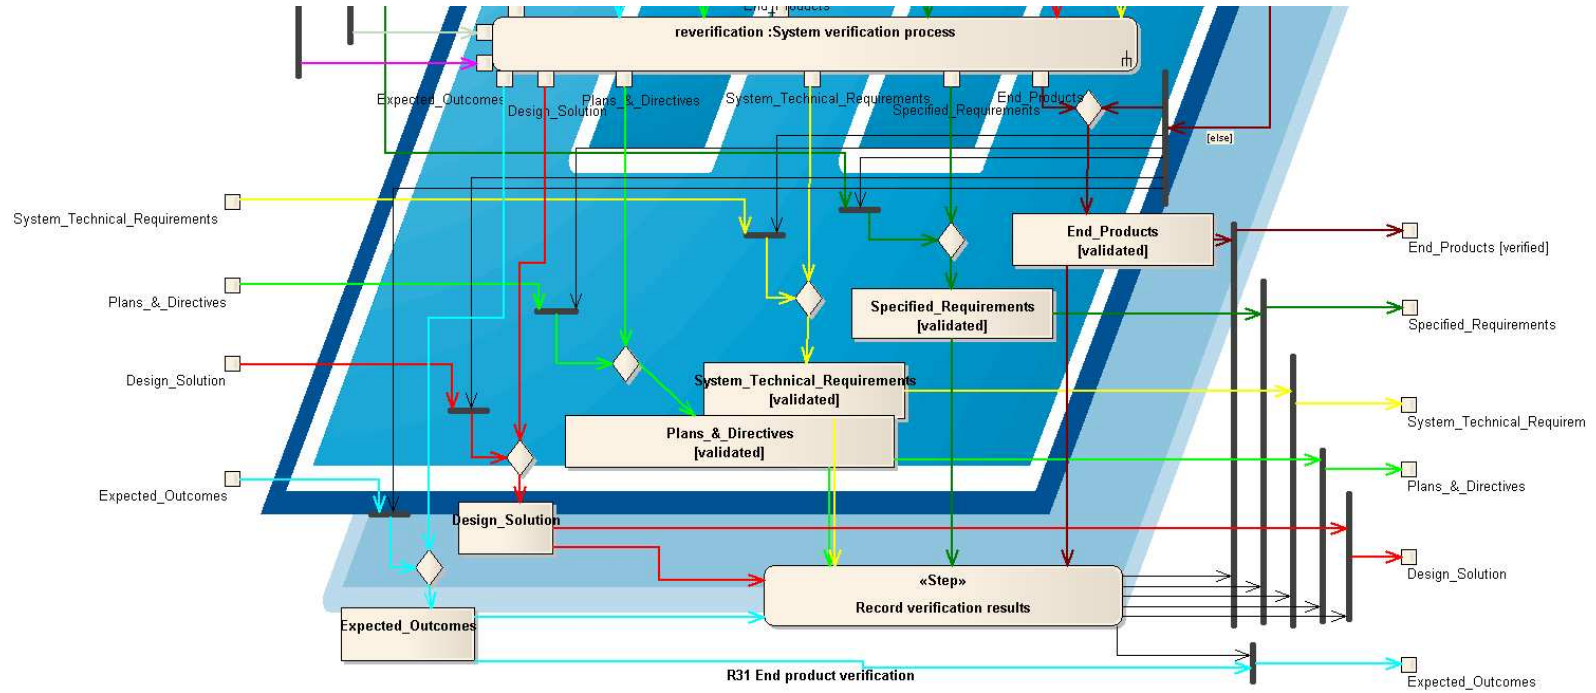 End_Products
reverification :System verification process
Expected_Outcomes
Design_Solution
Plans_&_Directives
System_Technical_Requirements
Specified_Requirements
End_Products
[else]
System_Technical_Requirements
End_Products
[validated]
End_Products [verified]
Plans_&_Directives
Specified_Requirements
[validated]
Specified_Requirements
Design_Solution
System_Technical_Requirements
[validated]
System_Technical_Requirem
Plans_&_Directives
[validated]
Plans_&_Directives
Expected_Outcomes
Design_Solution
Design_Solution
«Step»
Record verification results
Expected_Outcomes
R31 End product verification
Expected_Outcomes